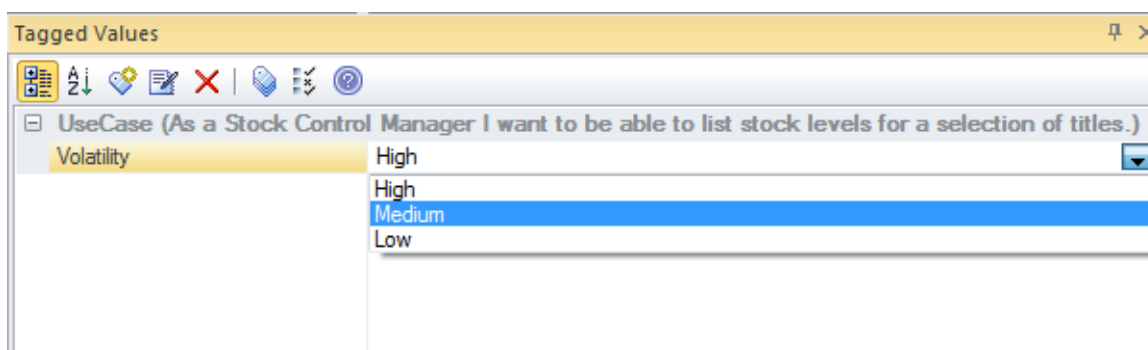 Tagged Values
UseCase (As a Stock Control Manager I want to be able to list stock levels for a selection of titles.)
Volatility High
High
Medium
Low